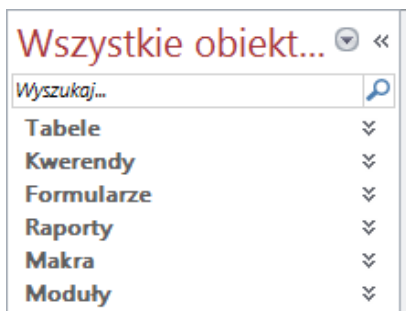 Wszystkie obiekt...
Wyszukaj...
Tabele
Kwerendy
Formularze
Raporty
Makra
Moduły